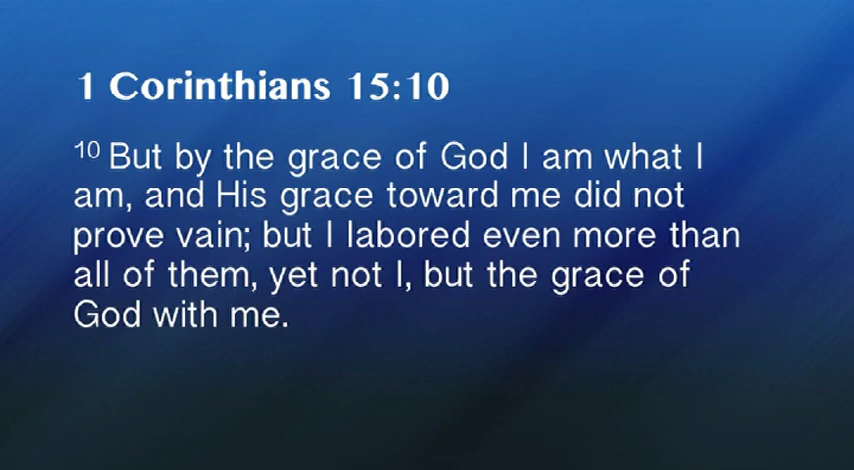 1 Corinthians 15:10
10 But by the grace of God I am what I
am, and His grace toward me did not
prove vain; but I labored even more than
all of them, yet not I, but the grace of
God with me.